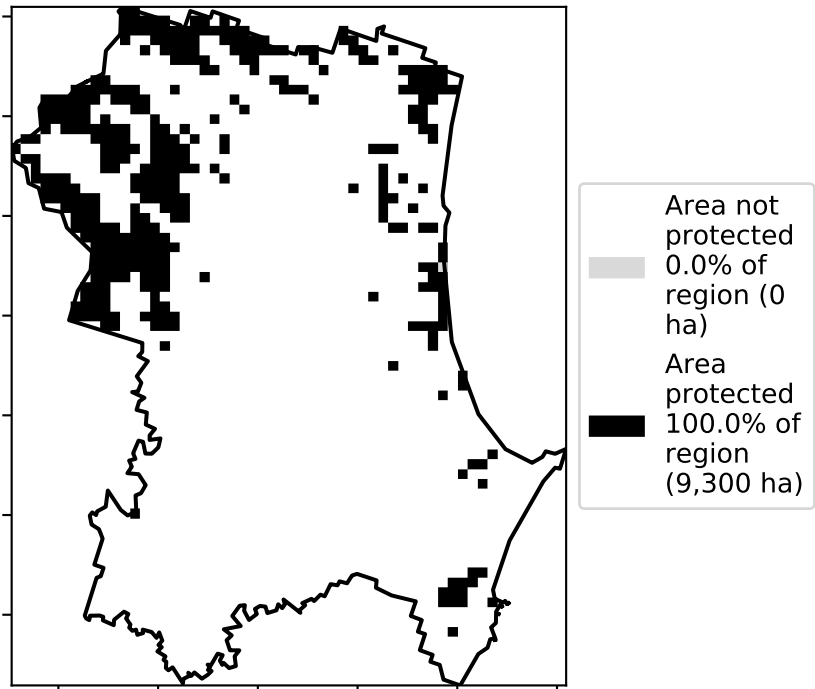 Area not
protected
0.0% of
region (0
ha)
Area
protected
100.0% of
region
(9,300 ha)